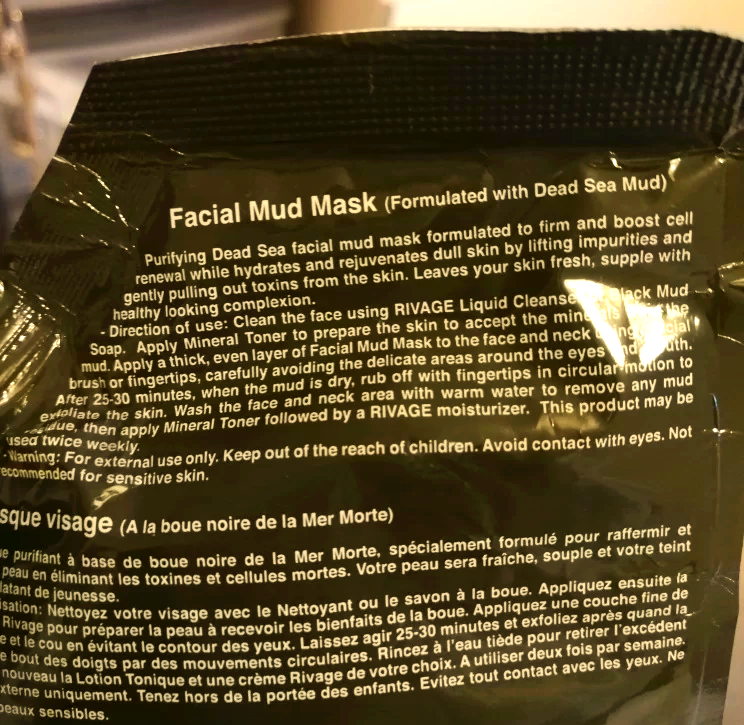 Facial Mud Mask (Formulated with Dead Sea Mud)
Purifying Dead Sea facial mud mask formulated to firm and boost cell
renewal while hydrates and rejuvenates dull skin by lifting impurities and
gently pulling out toxins from the skin. Leaves your skin fresh, supple with
healthy looking complexion.
- Direction of use: Clean the face using RIVAGE Liquid Cleanse lack Mud
Soap. Apply Mineral Toner to prepare the skin to accept the the
mud. Apply a thick, even layer of Facial Mud Mask to the face and neck
brush or fingertips, carefully avoiding the delicate areas around the eyes
After 25-30 minutes, when the mud is dry, rub off with fingertips in circular motion to
exfoliate the skin. Wash the face and neck area with warm water to remove any mud
due, then apply Mineral Toner followed by a RIVAGE moisturizer. This product may be
used twice weekly.
-Warning: For external use only. Keep out of the reach of children. Avoid contact with eyes. Not
recommended for sensitive skin.
sque visage (A la boue noire de la Mer Morte)
e purifiant à base de boue noire de la Mer Morte, spécialement formulé pour raffermir et
peau en éliminant les toxines et cellules mortes. Votre peau sera fraîche, souple et votre teint
latant de jeunesse.
isation: Nettoyez votre visage avec le Nettoyant ou le savon à la boue. Appliquez ensuite la
Rivage pour préparer la peau à recevoir les bienfaits de la boue. Appliquez une couche fine de
e et le cou en évitant le contour des yeux. Laissez agir 25-30 minutes et exfoliez après quand la
e bout des doigts par des mouvements circulaires. Rincez à l'eau tiède pour retirer l'excédent
nouveau la Lotion Tonique et une crème Rivage de votre choix. A utiliser deux fois par semaine.
xterne uniquement. Tenez hors de la portée des enfants. Evitez tout contact avec les yeux. Ne
peaux sensibles.